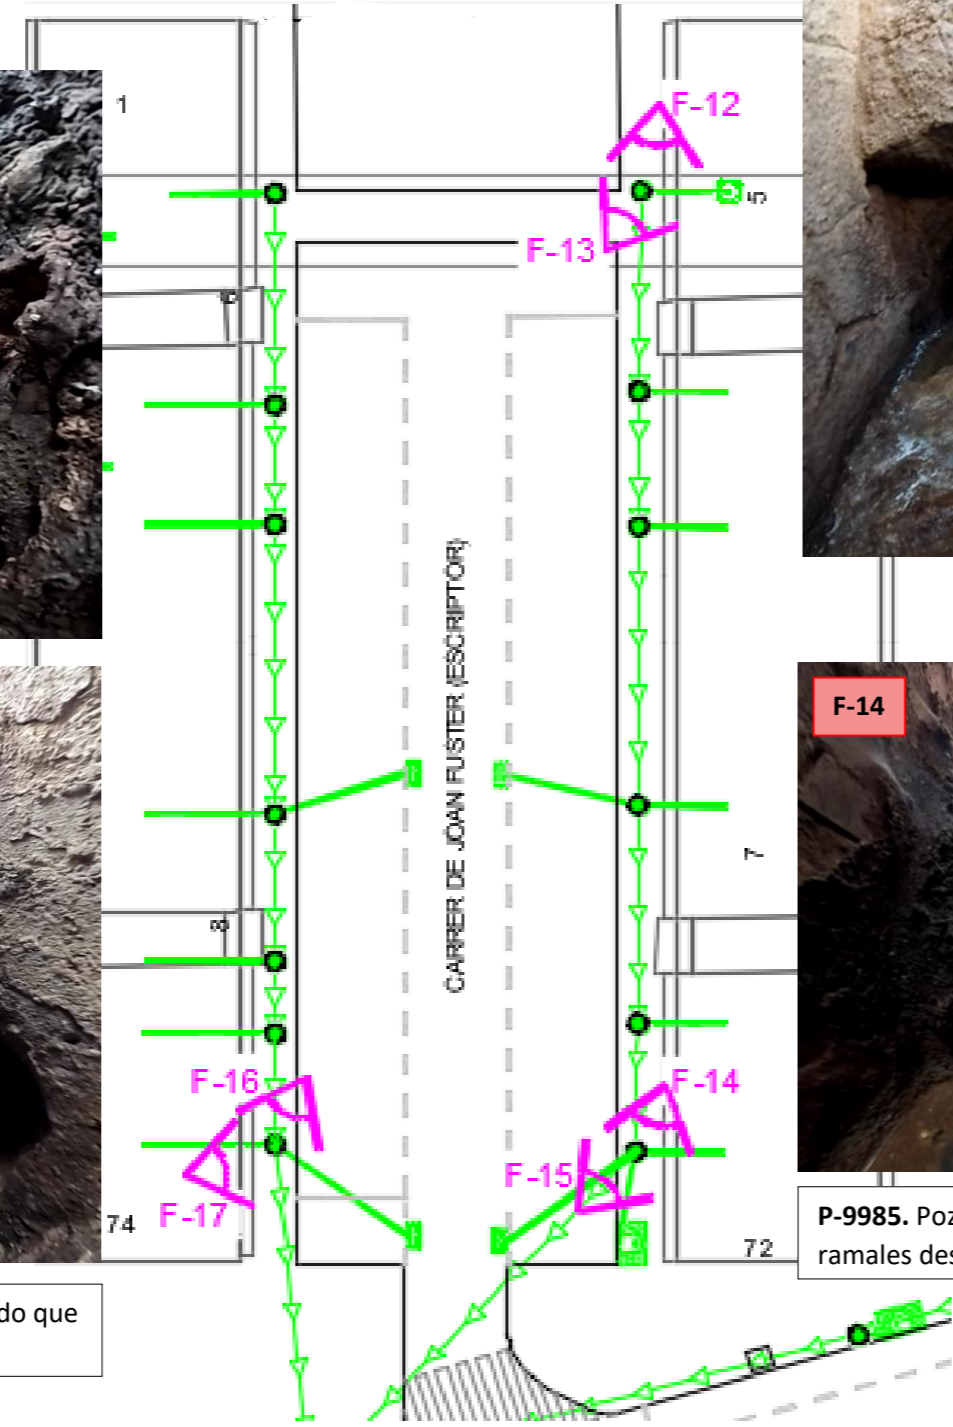 1
F-12
5
F-13
6
CARRER DE JOAN FUSTER (ESCRIPTOR)
F-14
7
8
F-16
F-14
F-15
F-17
74
72
P-9985. Poz
ramales des
do que